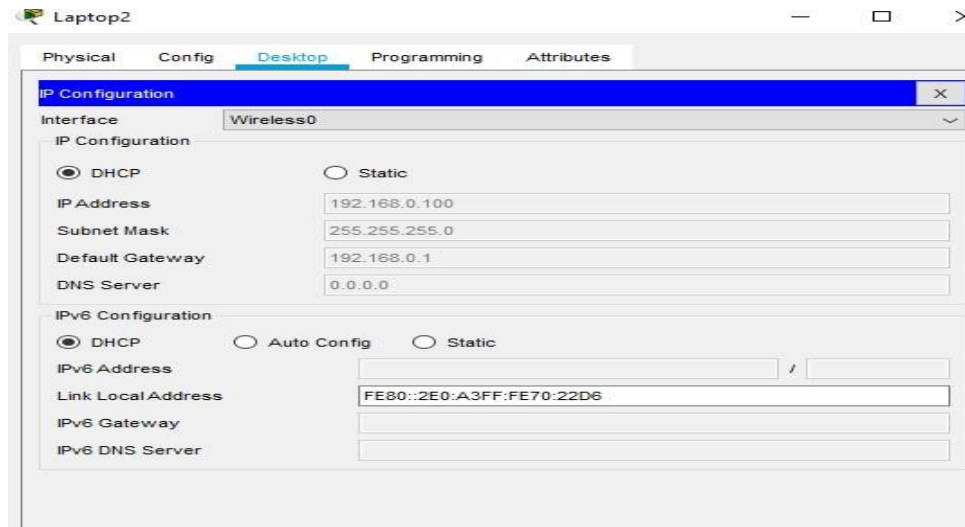 Laptop2
Physical Config Desktop Programming Attributes
IP Configuration X
Interface Wireless0
IP Configuration
DHCP Static
IP Address 192.168.0.100
Subnet Mask 255.255.255.0
Default Gateway 192.168.0.1
DNS Server 0.0.0.0
IPv6 Configuration
DHCP Auto Config Static
IPv6 Address /
Link Local Address FE80::2E0:A3FF:FE70:22D6
IPv6 Gateway
IPv6 DNS Server